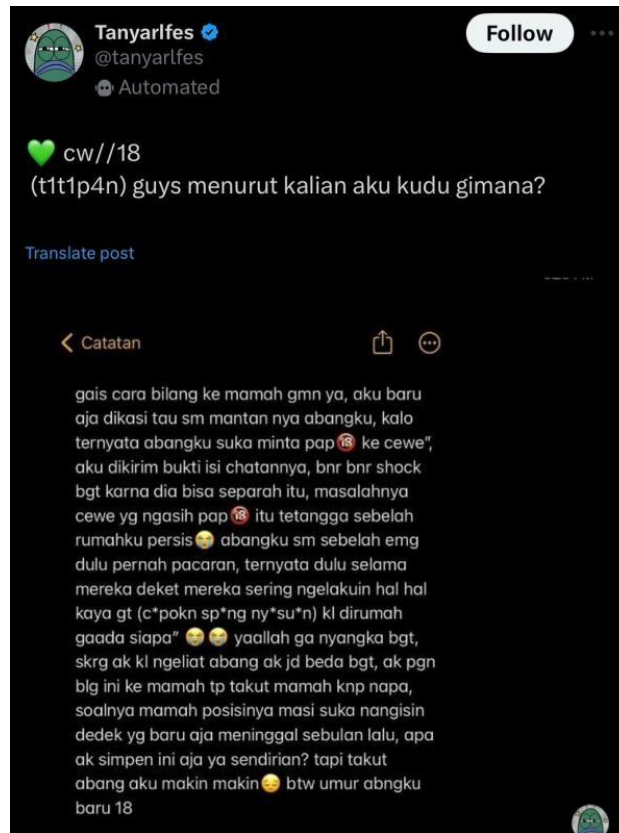 Tanyarlfes
Follow
@tanyarlfes
Automated
💚 cw//18
(t1t1p4n) guys menurut kalian aku kudu gimana?
Translate post
Catatan
gais cara bilang ke mamah gmn ya, aku baru
aja dikasi tau sm mantan nya abangku, kalo
ternyata abangku suka minta pap🔞 ke cewe",
aku dikirim bukti isi chatannya, bnr bnr shock
bgt karna dia bisa separah itu, masalahnya
cewe yg ngasih pap🔞 itu tetangga sebelah
rumahku persis😭 abangku sm sebelah emg
dulu pernah pacaran, ternyata dulu selama
mereka deket mereka sering ngelakuin hal hal
kaya gt (c*pokn sp*ng ny*su*n) kl dirumah
gaada siapa" 😭😭 yaallah ga nyangka bgt,
skrg ak kl ngeliat abang ak jd beda bgt, ak pgn
blg ini ke mamah tp takut mamah knp napa,
soalnya mamah posisinya masi suka nangisin
dedek yg baru aja meninggal sebulan lalu, apa
ak simpen ini aja ya sendirian? tapi takut
abang aku makin makin😔 btw umur abngku
baru 18